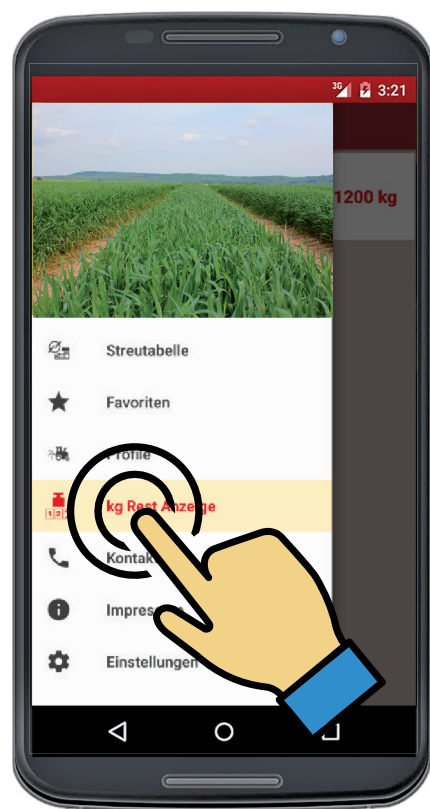 3G 3:21
1200 kg
Streutabelle
Favoriten
Profile
kg Rest Anzeige
Kontakt
Impressum
Einstellungen